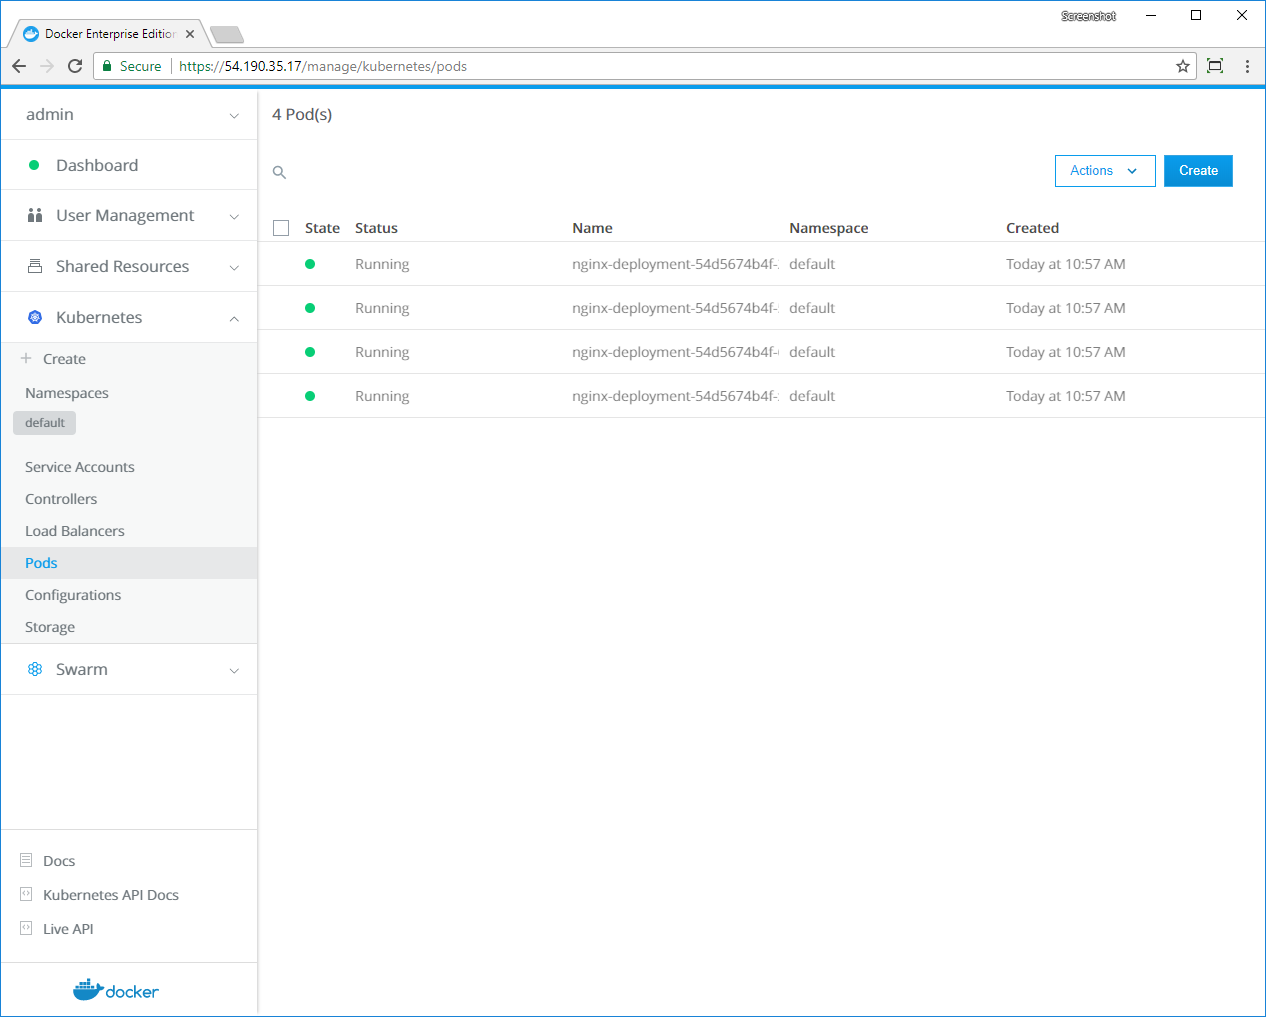 Screenshot
Docker Enterprise Edition
Secure https://54.190.35.17/manage/kubernetes/pods
admin
Dashboard
User Management
Shared Resources
Kubernetes
Create
Namespaces
default
Service Accounts
Controllers
Load Balancers
Pods
Configurations
Storage
Swarm
Docs
Kubernetes API Docs
Live API
docker
4 Pod(s)
Actions Create
State Status Name Namespace Created
Running nginx-deployment-54d5674b4f- default Today at 10:57 AM
Running nginx-deployment-54d5674b4f- default Today at 10:57 AM
Running nginx-deployment-54d5674b4f- default Today at 10:57 AM
Running nginx-deployment-54d5674b4f- default Today at 10:57 AM